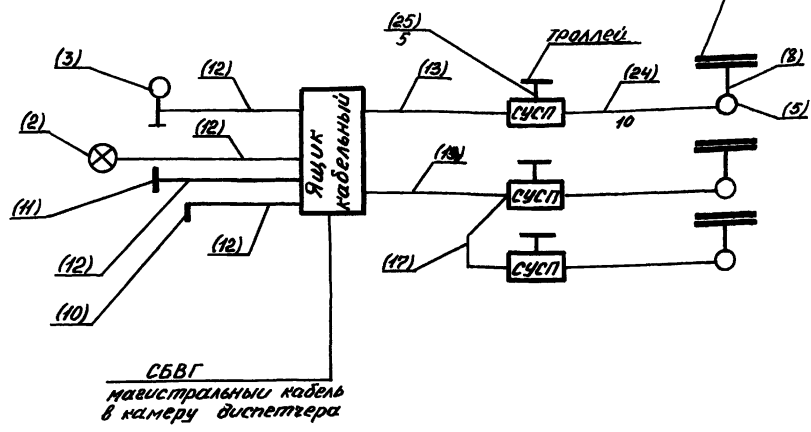 (25)
5
троллей
(3)
(12)
(13)
(24)
(8)
Ящик
кабельный
СУСП
10
(5)
(2)
(12)
СУСП
(11)
(12)
(12)
(17)
СУСП
(10)
СБВГ
магистральный кабель
в камеру диспетчера